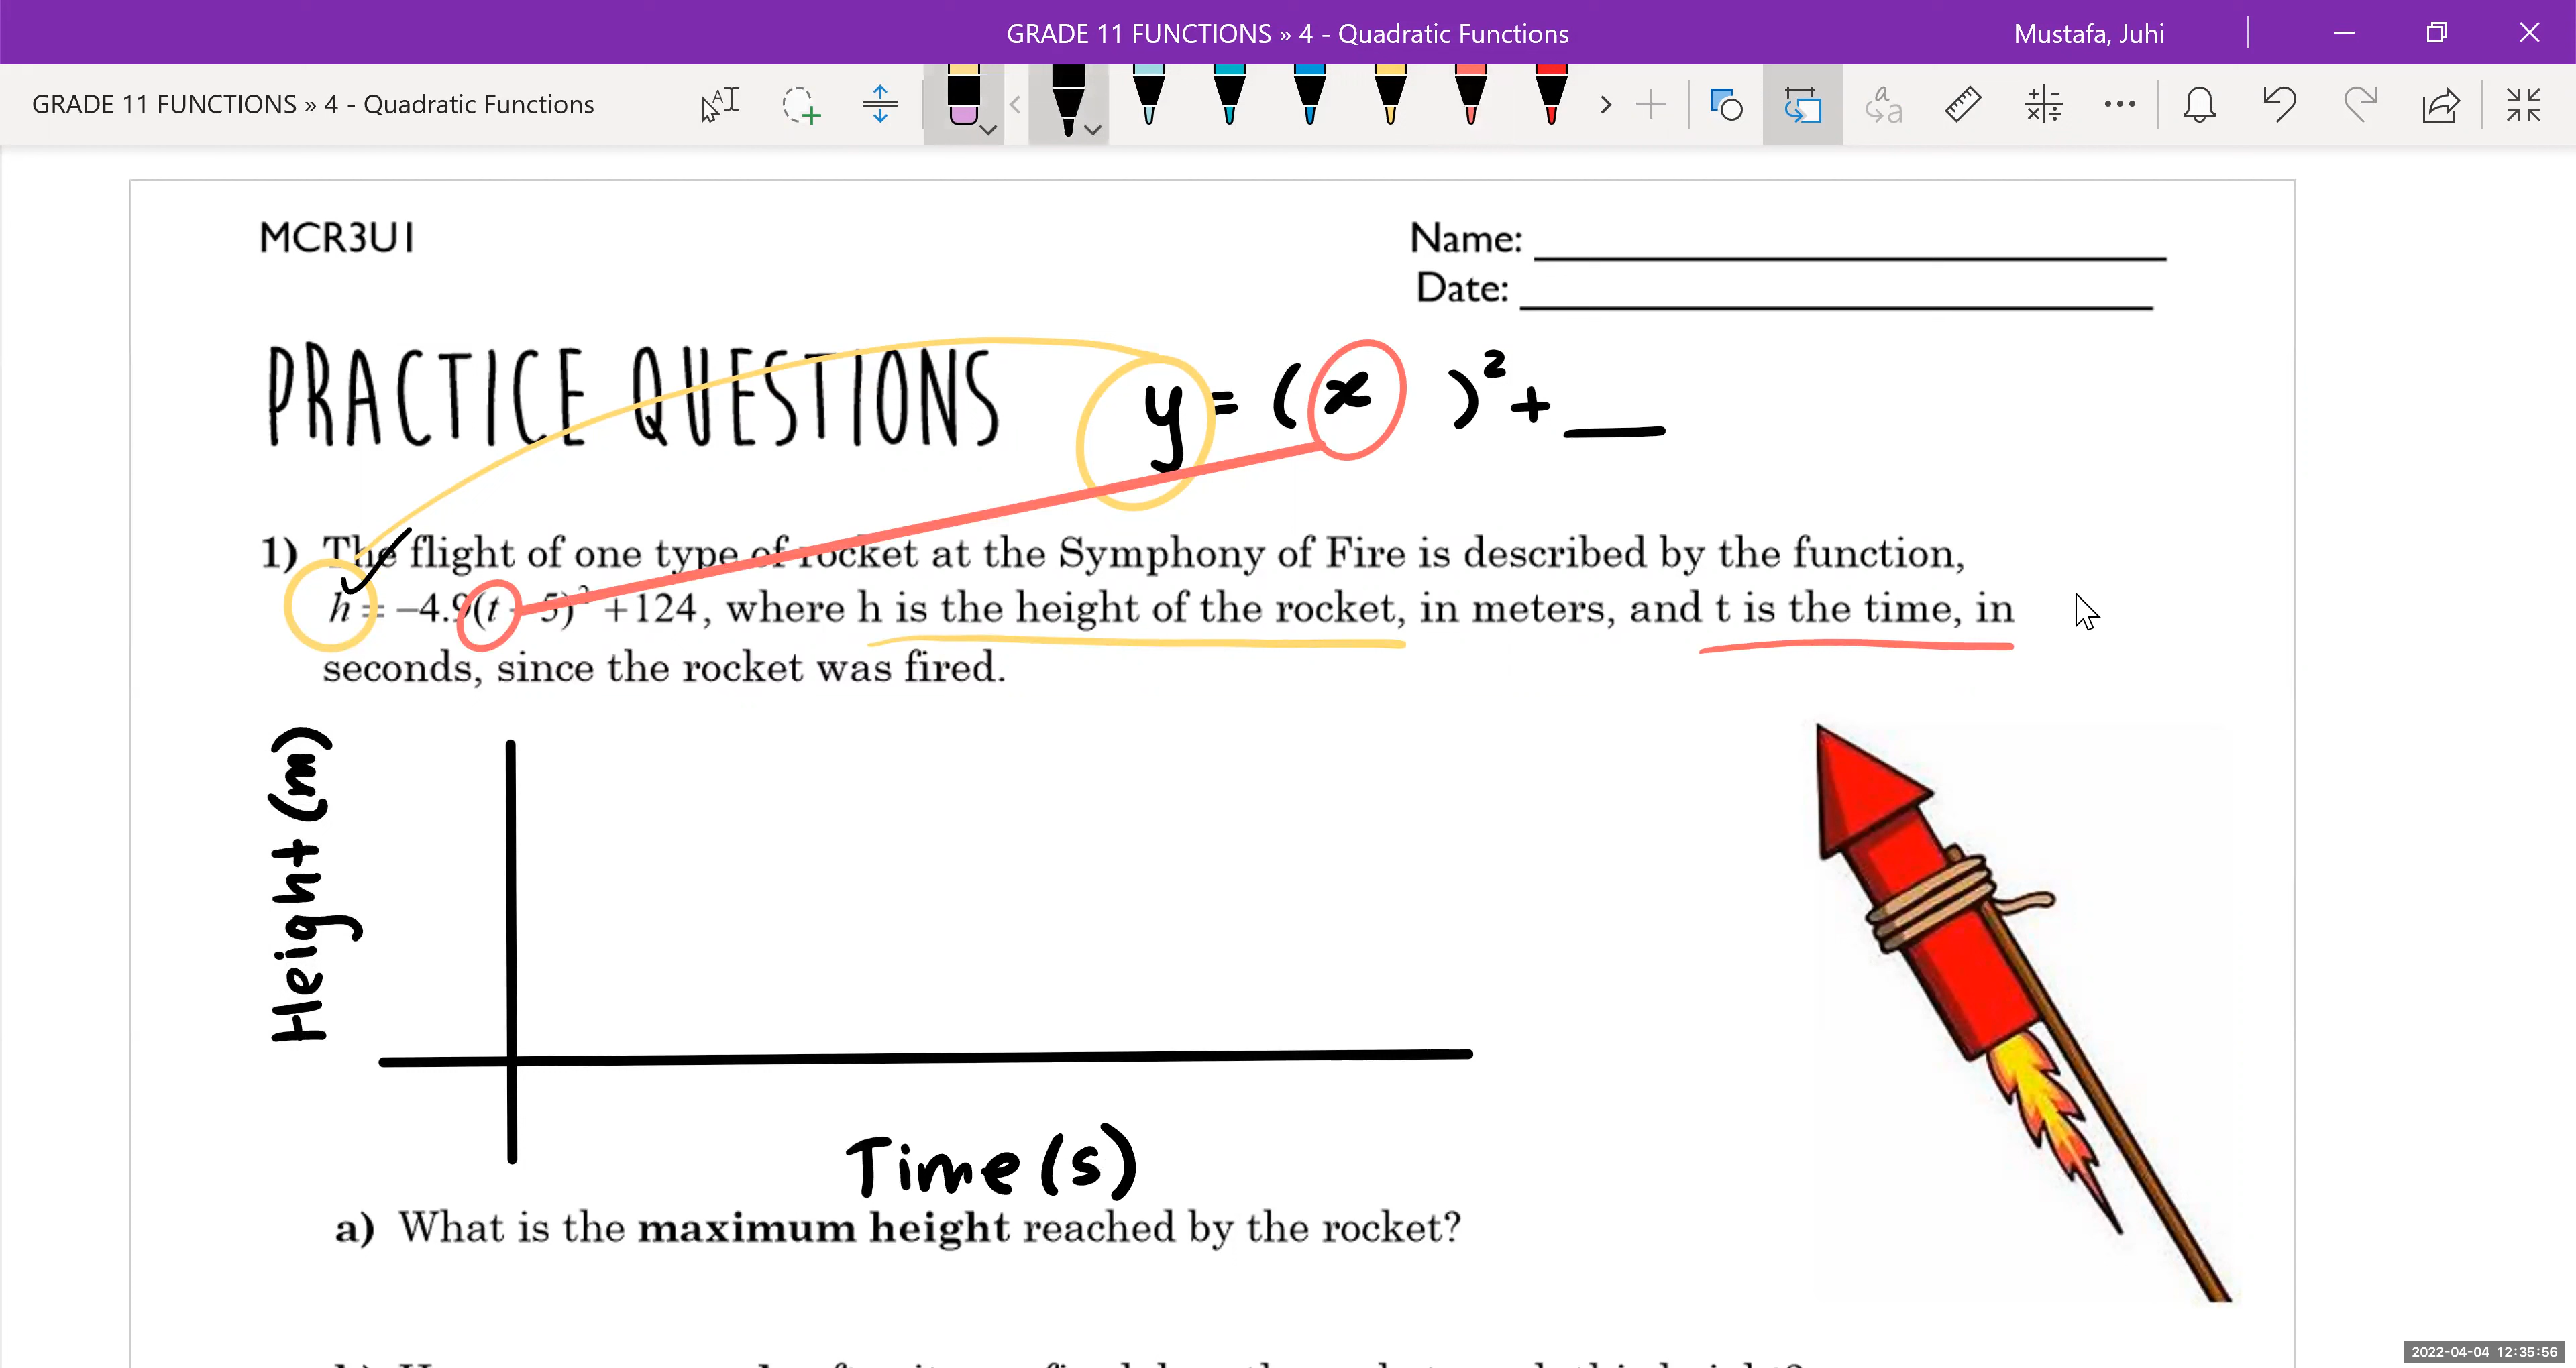 GRADE 11 FUNCTIONS » 4 - Quadratic Functions
Mustafa, Juhi
GRADE 11 FUNCTIONS » 4 - Quadratic Functions
MCR3U1
Name:
Date:
PRACTICE QUESTIONS
y = (x )² + __
1) The flight of one type of rocket at the Symphony of Fire is described by the function,
h = −4.9(t − 5)² + 124, where h is the height of the rocket, in meters, and t is the time, in
seconds, since the rocket was fired.
Height (m)
Time (s)
a) What is the maximum height reached by the rocket?
2022-04-04 12:35:56